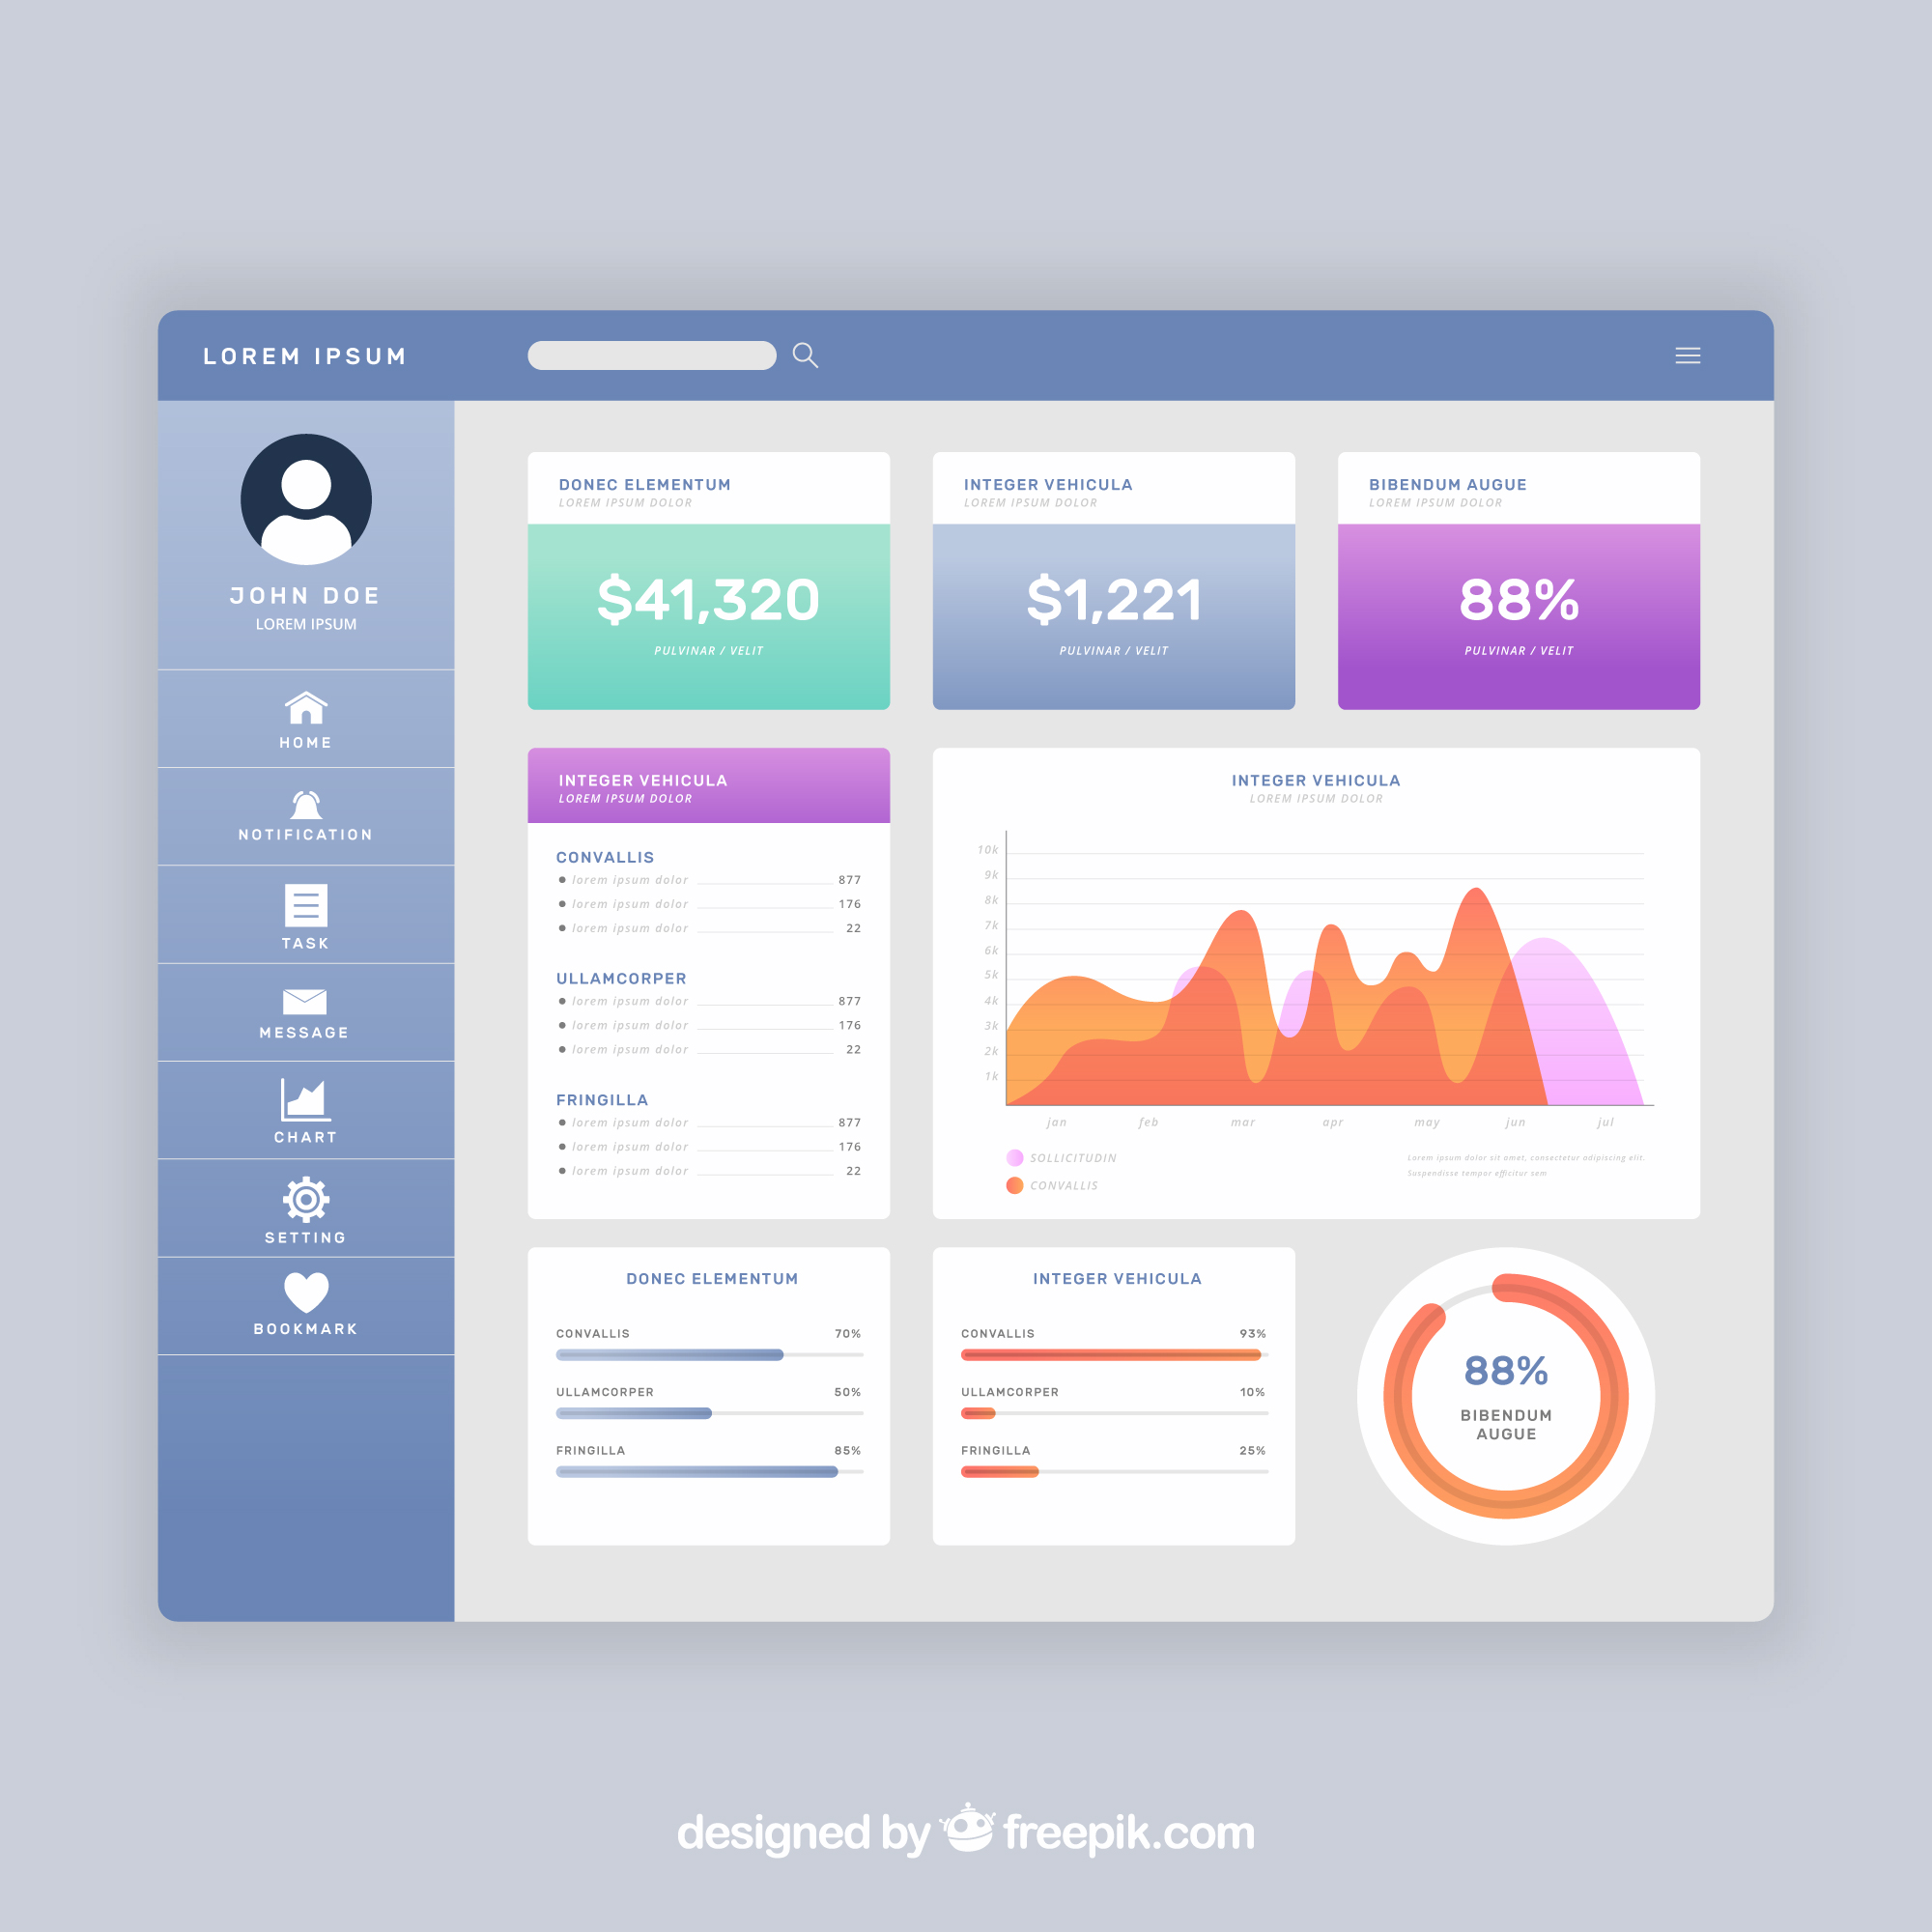 LOREM IPSUM
JOHN DOE
LOREM IPSUM
HOME
NOTIFICATION
TASK
MESSAGE
CHART
SETTING
BOOKMARK
DONEC ELEMENTUM
LOREM IPSUM DOLOR
$41,320
PULVINAR / VELIT
INTEGER VEHICULA
LOREM IPSUM DOLOR
$1,221
PULVINAR / VELIT
BIBENDUM AUGUE
LOREM IPSUM DOLOR
88%
PULVINAR / VELIT
INTEGER VEHICULA
LOREM IPSUM DOLOR
CONVALLIS
lorem ipsum dolor 877
lorem ipsum dolor 176
lorem ipsum dolor 22
ULLAMCORPER
lorem ipsum dolor 877
lorem ipsum dolor 176
lorem ipsum dolor 22
FRINGILLA
lorem ipsum dolor 877
lorem ipsum dolor 176
lorem ipsum dolor 22
INTEGER VEHICULA
LOREM IPSUM DOLOR
10k
9k
8k
7k
6k
5k
4k
3k
2k
1k
jan feb mar apr may jun jul
SOLLICITUDIN
CONVALLIS
Lorem ipsum dolor sit amet, consectetur adipiscing elit.
Suspendisse tempor efficitur sem
DONEC ELEMENTUM
CONVALLIS 70%
ULLAMCORPER 50%
FRINGILLA 85%
INTEGER VEHICULA
CONVALLIS 93%
ULLAMCORPER 10%
FRINGILLA 25%
88%
BIBENDUM
AUGUE
designed by freepik.com